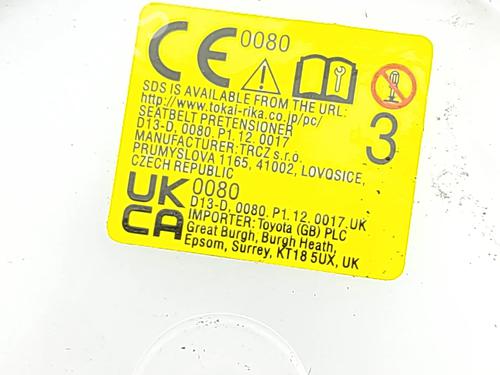 CE 0080
SDS IS AVAILABLE FROM THE URL:
http://www.tokai-rika.co.jp/pc/
SEATBELT PRETENSIONER
D13-D, 0080. P1. 12. 0017
MANUFACTURER: TRCZ s.r.o.
PRUMYSLOVA 1165, 41002, LOVOSICE,
CZECH REPUBLIC
3
UK
CA
0080
D13-D, 0080. P1. 12. 0017. UK
IMPORTER: Toyota (GB) PLC
Great Burgh, Burgh Heath,
Epsom, Surrey, KT18 5UX, UK